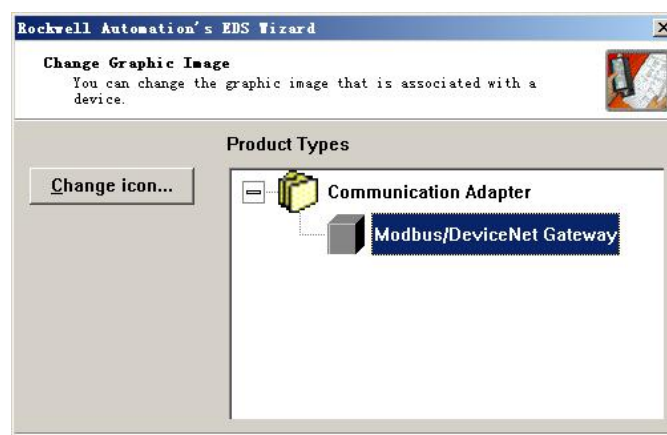 Rockwell Automation's EDS Wizard
Change Graphic Image
You can change the graphic image that is associated with a
device.
Product Types
Change icon...
Communication Adapter
Modbus/DeviceNet Gateway